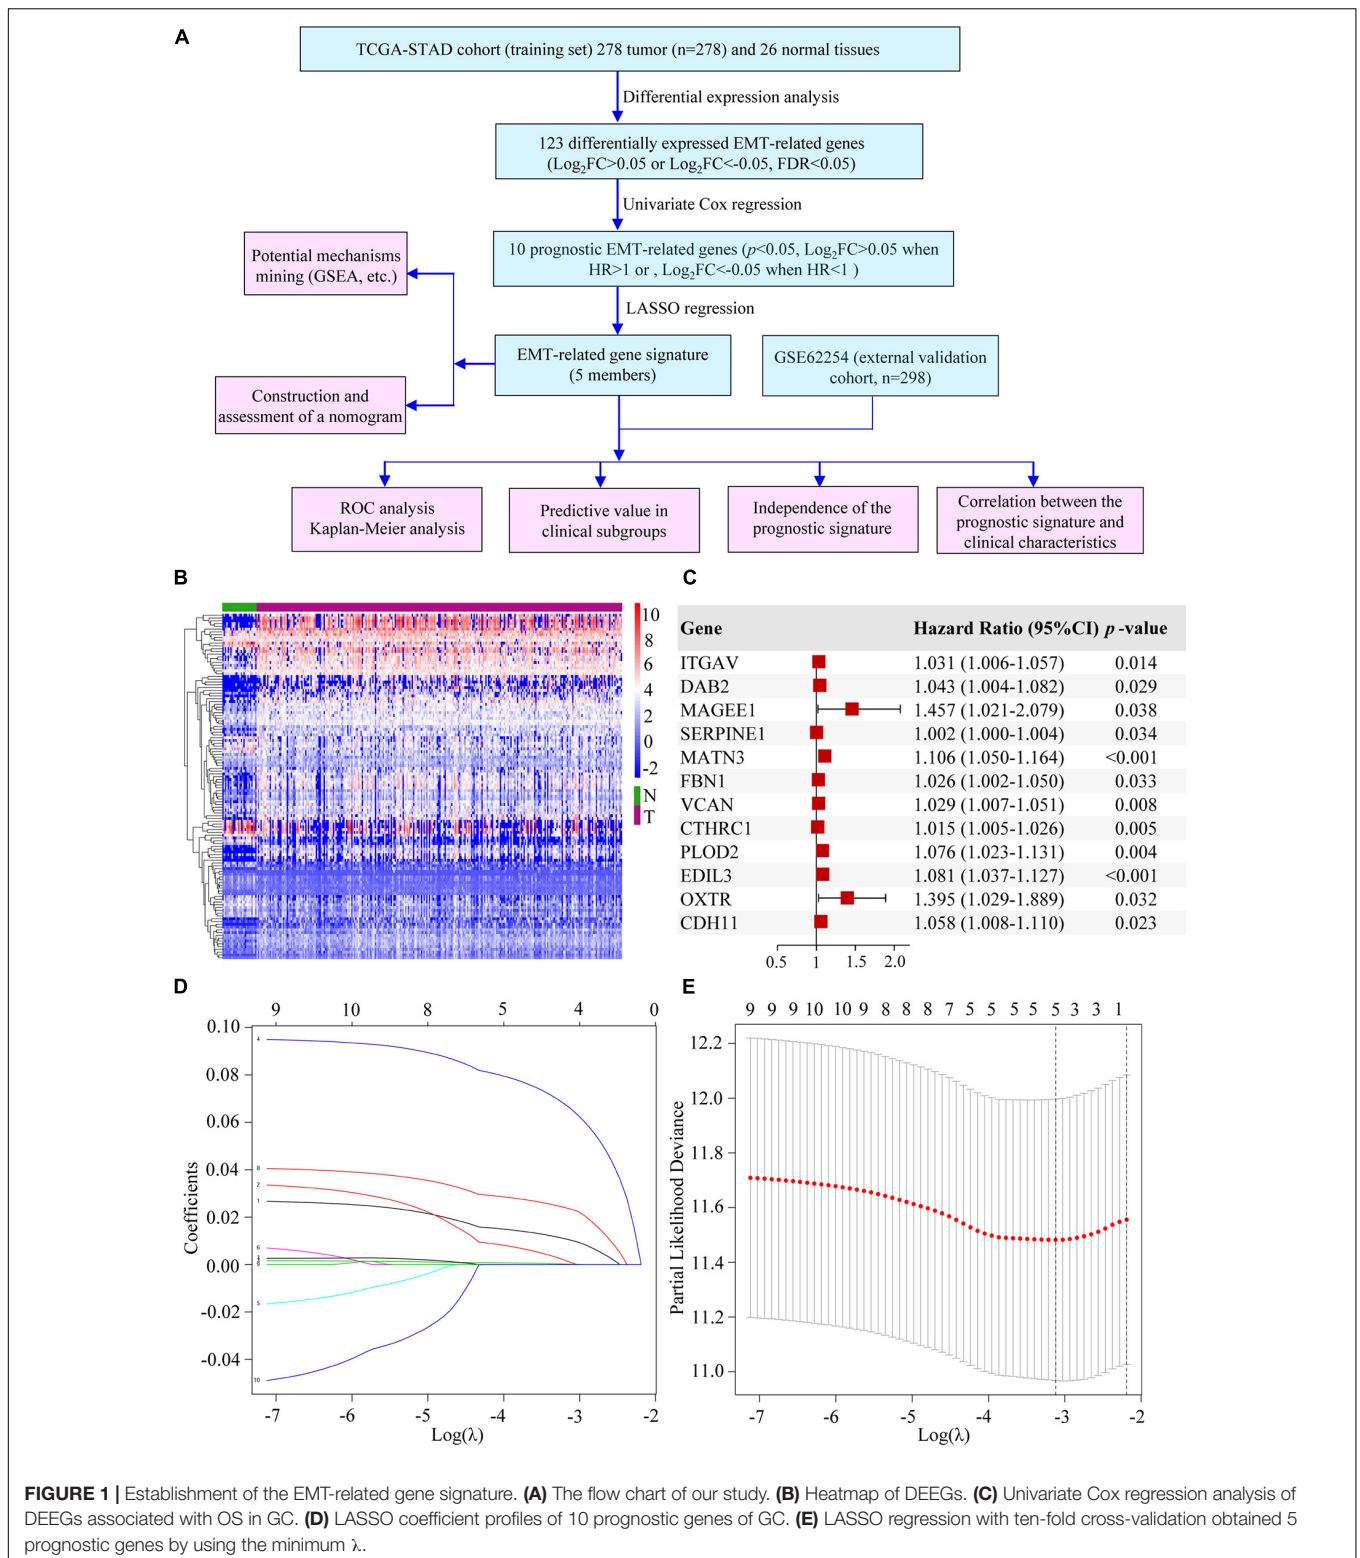 A
TCGA-STAD cohort (training set) 278 tumor (n=278) and 26 normal tissues
Differential expression analysis
123 differentially expressed EMT-related genes
(Log2FC>0.05 or Log2FC<-0.05, FDR<0.05)
Univariate Cox regression
10 prognostic EMT-related genes (p<0.05, Log2FC>0.05 when
HR>1 or , Log2FC<-0.05 when HR<1 )
Potential mechanisms
mining (GSEA, etc.)
LASSO regression
EMT-related gene signature
(5 members)
GSE62254 (external validation
cohort, n=298)
Construction and
assessment of a nomogram
ROC analysis
Kaplan-Meier analysis
Predictive value in
clinical subgroups
Independence of the
prognostic signature
Correlation between the
prognostic signature and
clinical characteristics
B
10
8
6
4
2
0
-2
N
T
C
Gene Hazard Ratio (95%CI) p -value
ITGAV 1.031 (1.006-1.057) 0.014
DAB2 1.043 (1.004-1.082) 0.029
MAGEE1 1.457 (1.021-2.079) 0.038
SERPINE1 1.002 (1.000-1.004) 0.034
MATN3 1.106 (1.050-1.164) <0.001
FBN1 1.026 (1.002-1.050) 0.033
VCAN 1.029 (1.007-1.051) 0.008
CTHRC1 1.015 (1.005-1.026) 0.005
PLOD2 1.076 (1.023-1.131) 0.004
EDIL3 1.081 (1.037-1.127) <0.001
OXTR 1.395 (1.029-1.889) 0.032
CDH11 1.058 (1.008-1.110) 0.023
0.5 1 1.5 2.0
D
9 10 8 5 4 0
0.10
0.08
0.06
0.04
0.02
0.00
-0.02
-0.04
Coefficients
4
8
2
1
6
5
10
-7 -6 -5 -4 -3 -2
Log(λ)
E
9 9 9 10 10 9 8 8 8 7 5 5 5 5 5 3 3 1
12.2
12.0
11.8
11.6
11.4
11.2
11.0
Partial Likelihood Deviance
-7 -6 -5 -4 -3 -2
Log(λ)
FIGURE 1 | Establishment of the EMT-related gene signature. (A) The flow chart of our study. (B) Heatmap of DEEGs. (C) Univariate Cox regression analysis of
DEEGs associated with OS in GC. (D) LASSO coefficient profiles of 10 prognostic genes of GC. (E) LASSO regression with ten-fold cross-validation obtained 5
prognostic genes by using the minimum λ.